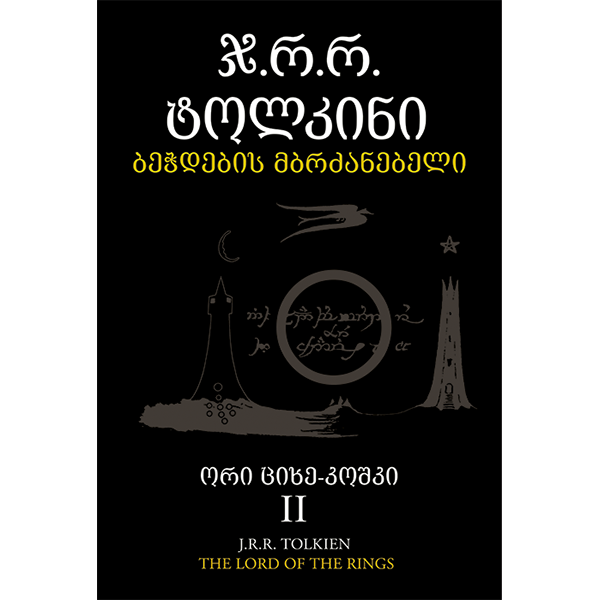 ჯ.რ.რ.
ტოლკინი
ბეჭდების მბრძანებელი
ორი ციხე-კოშკი
II
J.R.R. TOLKIEN
THE LORD OF THE RINGS